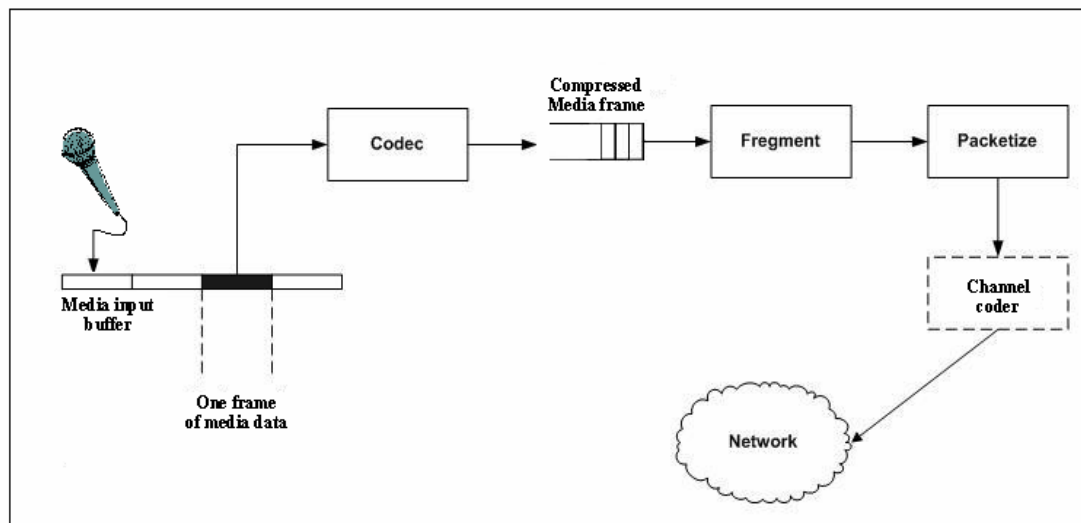 Compressed
Media frame
Codec
Fregment
Packetize
Media input
buffer
Channel
coder
One frame
of media data
Network